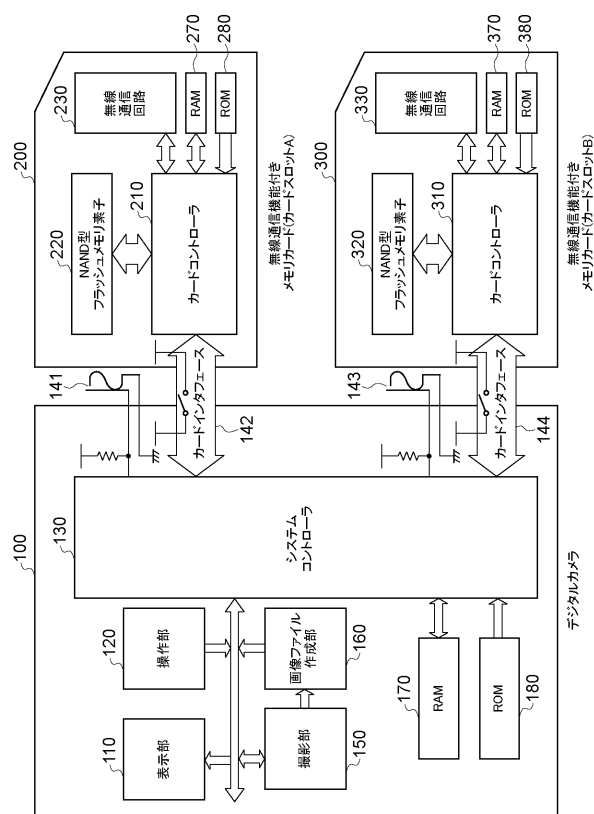 100
デジタルカメラ
110
表示部
120
操作部
130
システム
コントローラ
150
撮影部
160
画像ファイル
作成部
170
RAM
180
ROM
141
カードインタフェース
142
143
カードインタフェース
144
200
無線通信機能付き
メモリカード(カードスロットA)
220
NAND型
フラッシュメモリ素子
210
カードコントローラ
230
無線
通信
回路
270
RAM
280
ROM
300
無線通信機能付き
メモリカード(カードスロットB)
320
NAND型
フラッシュメモリ素子
310
カードコントローラ
330
無線
通信
回路
370
RAM
380
ROM